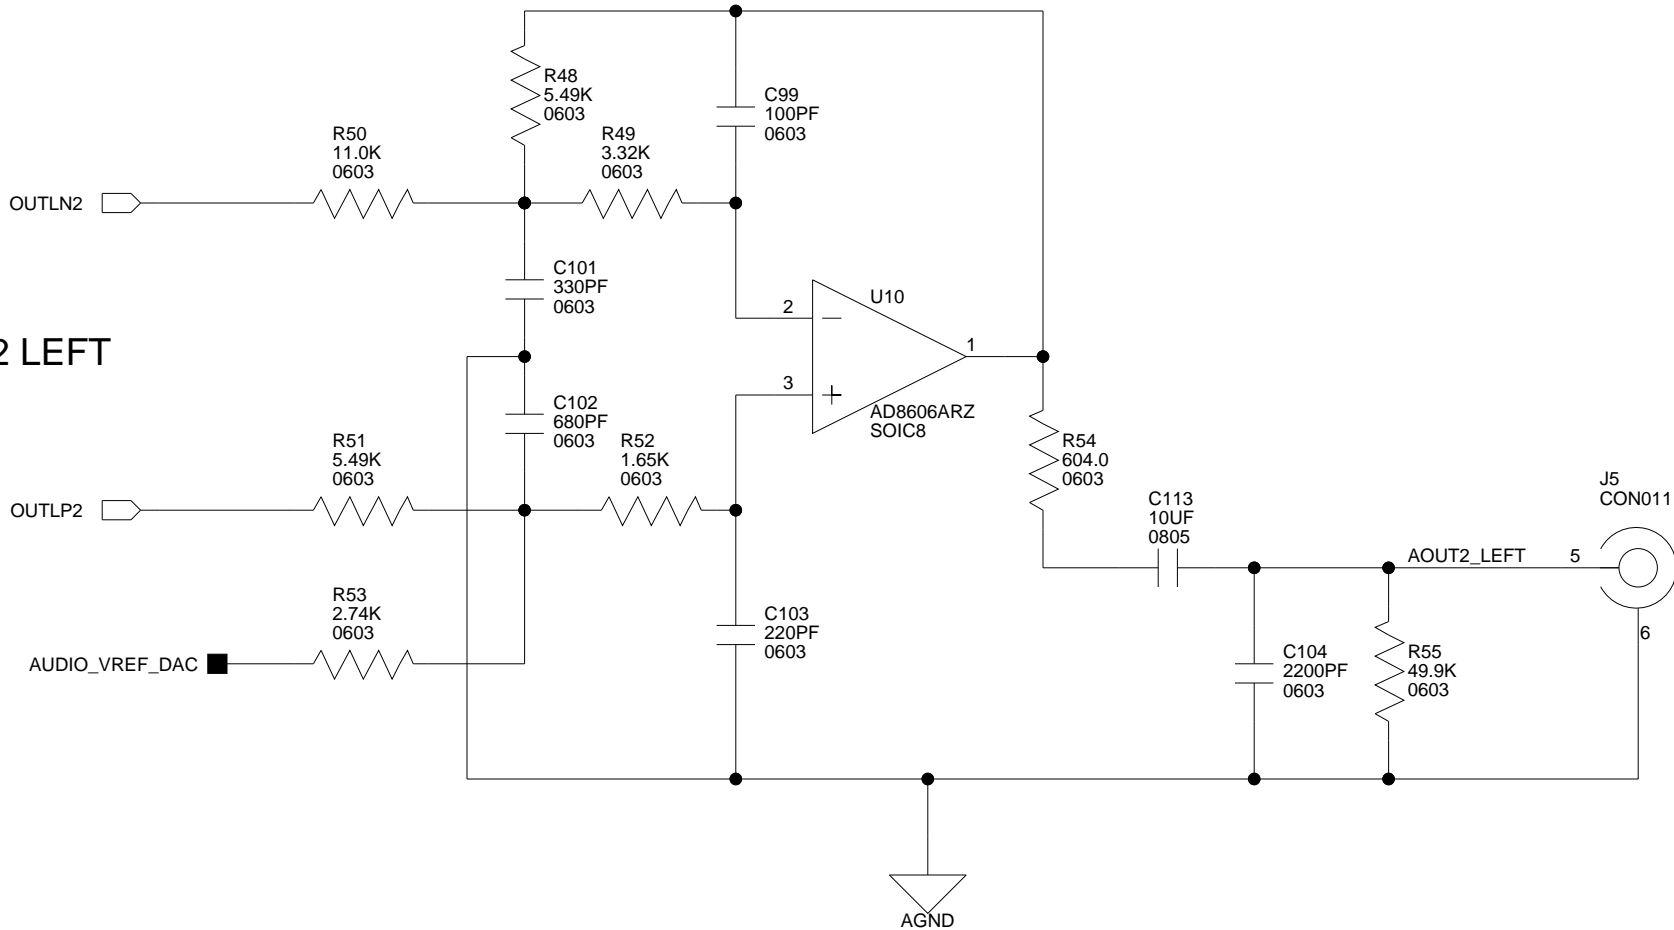 R48
5.49K
0603
C99
100PF
0603
R50
11.0K
0603
R49
3.32K
0603
OUTLN2
C101
330PF
0603
2
U10
2 LEFT
1
3
C102
680PF
0603
AD8606ARZ
SOIC8
R51
5.49K
0603
R52
1.65K
0603
R54
604.0
0603
J5
CON011
OUTLP2
C113
10UF
0805
AOUT2_LEFT
5
R53
2.74K
0603
C103
220PF
0603
6
AUDIO_VREF_DAC
C104
2200PF
0603
R55
49.9K
0603
AGND